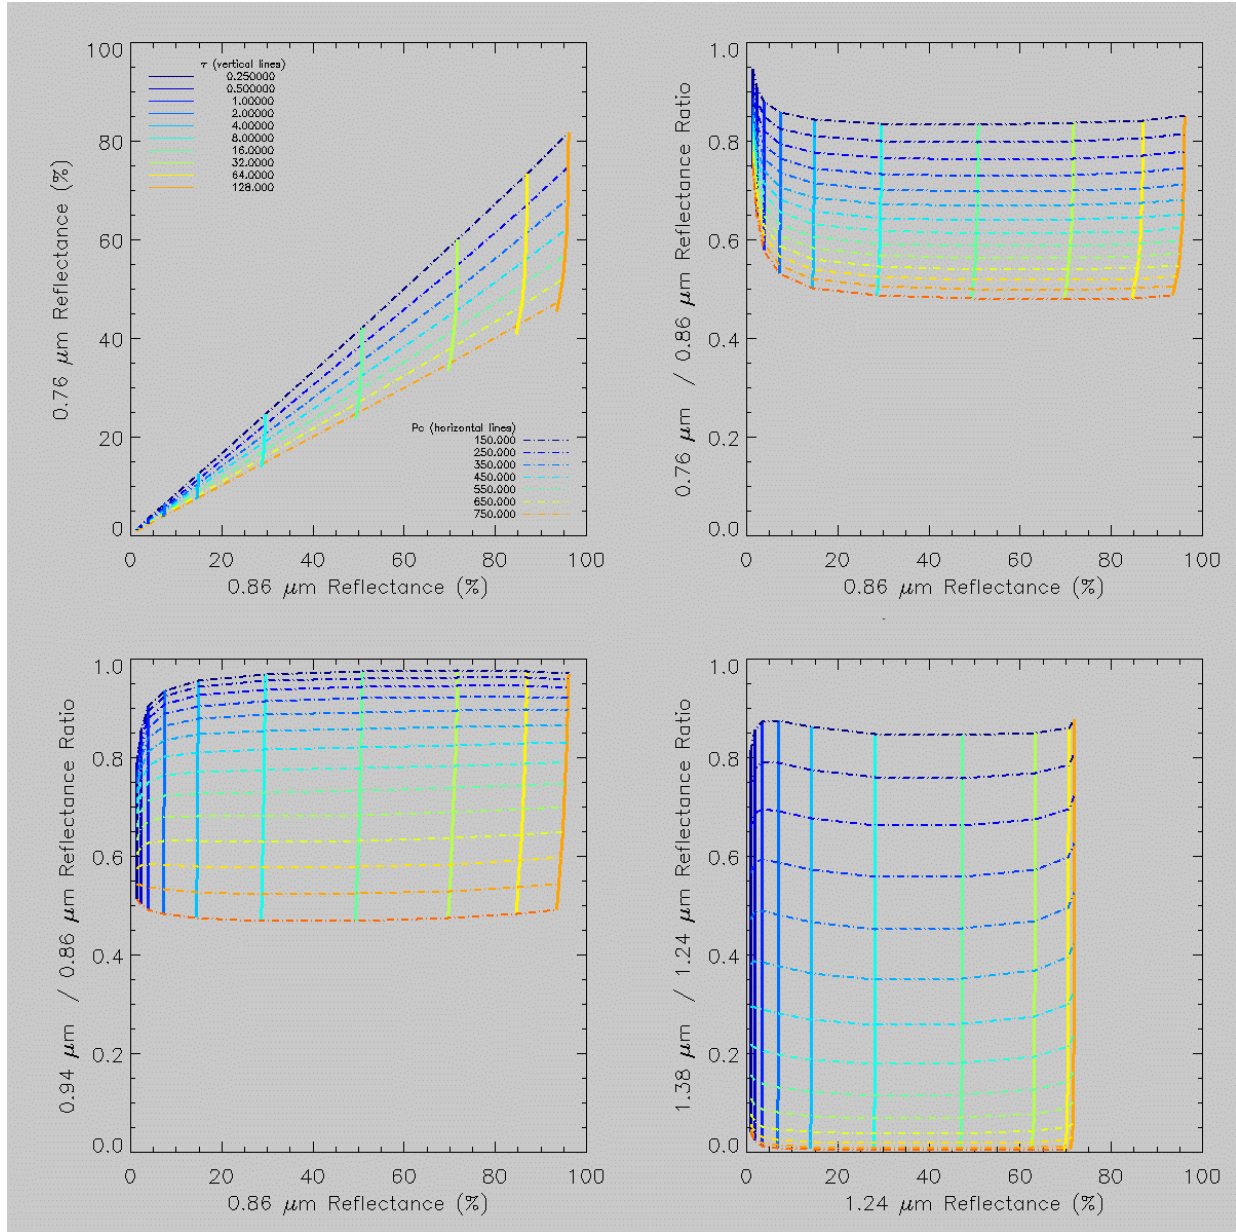 100
80
60
40
20
0
0.76 μm Reflectance (%)
τ (vertical lines)
0.250000
0.500000
1.00000
2.00000
4.00000
8.00000
16.0000
32.0000
64.0000
128.000
Pc (horizontal lines)
150.000
250.000
350.000
450.000
550.000
650.000
750.000
0 20 40 60 80 100
0.86 μm Reflectance (%)
1.0
0.8
0.6
0.4
0.2
0.0
0.76 μm / 0.86 μm Reflectance Ratio
0 20 40 60 80 100
0.86 μm Reflectance (%)
1.0
0.8
0.6
0.4
0.2
0.0
0.94 μm / 0.86 μm Reflectance Ratio
0 20 40 60 80 100
0.86 μm Reflectance (%)
1.0
0.8
0.6
0.4
0.2
0.0
1.38 μm / 1.24 μm Reflectance Ratio
0 20 40 60 80 100
1.24 μm Reflectance (%)